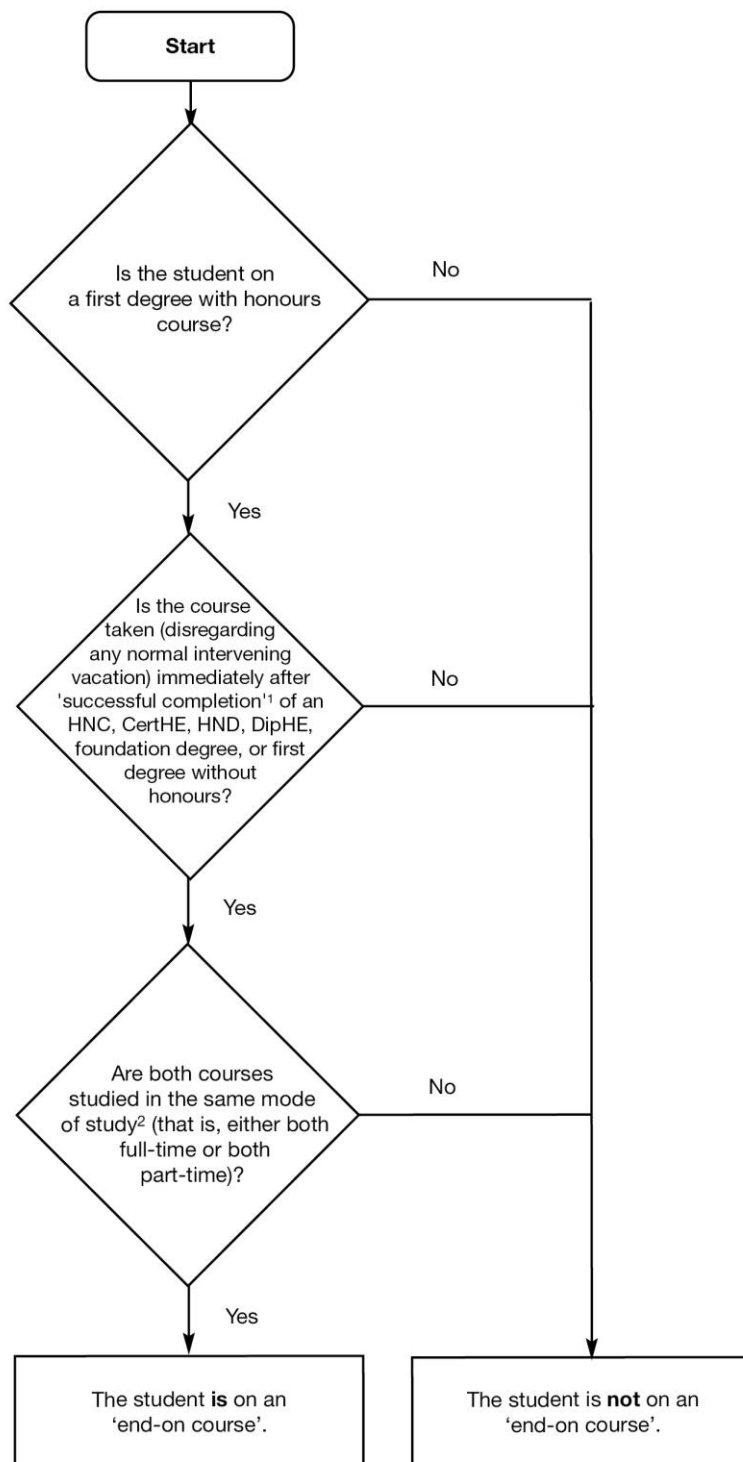 Start
Is the student on
a first degree with honours
course?
No
Yes
Is the course
taken (disregarding
any normal intervening
vacation) immediately after
'successful completion'¹ of an
HNC, CertHE, HND, DipHE,
foundation degree, or first
degree without
honours?
No
Yes
Are both courses
studied in the same mode
of study² (that is, either both
full-time or both
part-time)?
No
Yes
The student is on an
‘end-on course’.
The student is not on an
‘end-on course’.